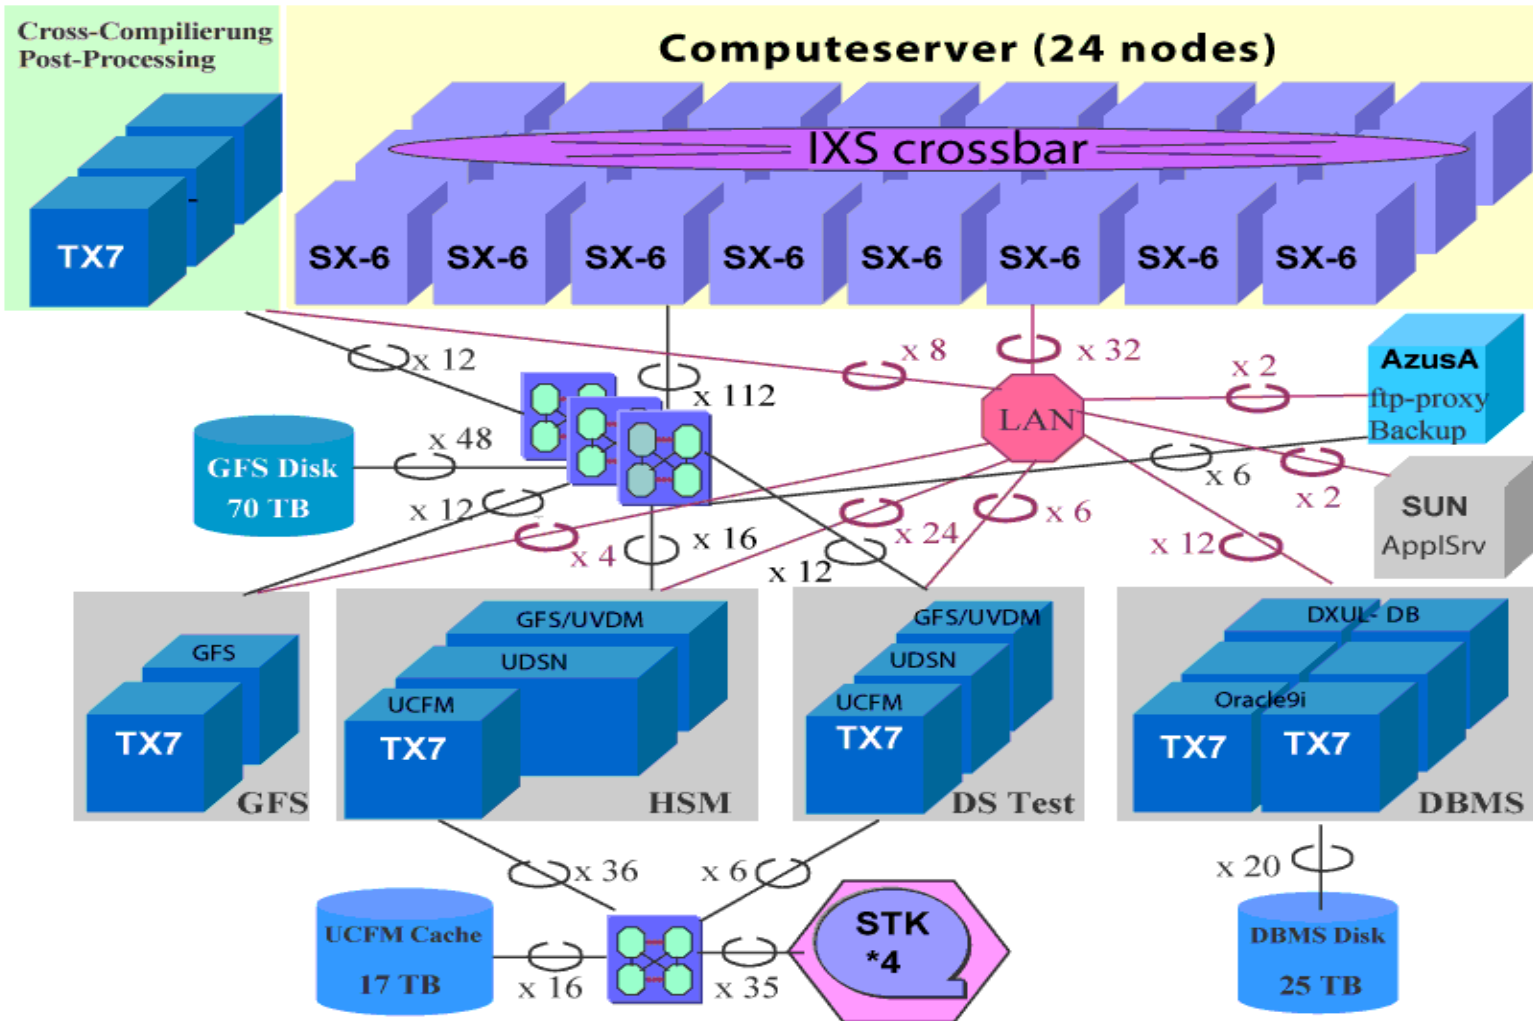 Cross-Compilierung
Post-Processing
TX7
Computeserver (24 nodes)
IXS crossbar
SX-6 SX-6 SX-6 SX-6 SX-6 SX-6 SX-6 SX-6
x 12
x 8
x 32
x 2
x 112
AzusA
ftp-proxy
Backup
LAN
x 48
GFS Disk
70 TB
x 6
x 2
SUN
ApplSrv
x 12
x 4
x 16
x 12
x 24
x 6
x 12
GFS
TX7
GFS
GFS/UVDM
UDSN
UCFM
TX7
HSM
GFS/UVDM
UDSN
UCFM
TX7
DS Test
DXUL- DB
Oracle9i
TX7 TX7
DBMS
x 36
x 6
x 20
UCFM Cache
17 TB
x 16
x 35
STK
*4
DBMS Disk
25 TB